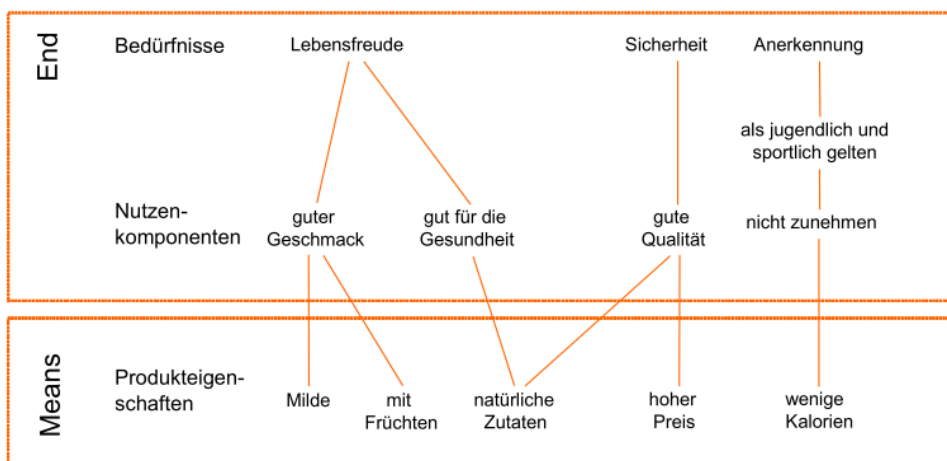 End
Bedürfnisse
Lebensfreude
Sicherheit
Anerkennung
als jugendlich und
sportlich gelten
Nutzen-
komponenten
guter
Geschmack
gut für die
Gesundheit
gute
Qualität
nicht zunehmen
Means
Produkteigen-
schaften
Milde
mit
Früchten
natürliche
Zutaten
hoher
Preis
wenige
Kalorien